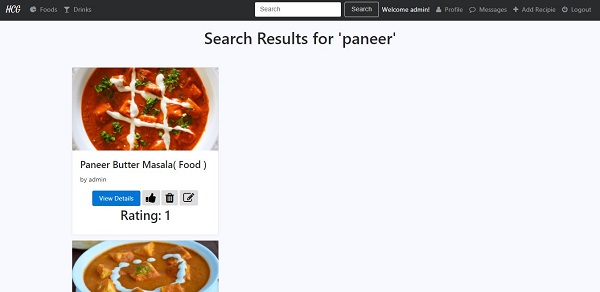 HCG Foods Drinks Search Search Welcome admin! Profile Messages Add Recipie Logout
Search Results for 'paneer'
Paneer Butter Masala( Food )
by admin
View Details
Rating: 1